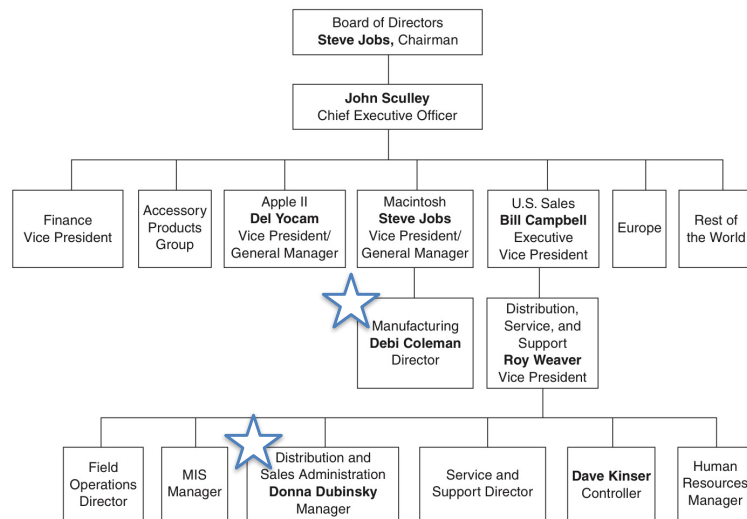 Board of Directors
Steve Jobs, Chairman
John Sculley
Chief Executive Officer
Finance
Vice President
Accessory
Products
Group
Apple II
Del Yocam
Vice President/
General Manager
Macintosh
Steve Jobs
Vice President/
General Manager
U.S. Sales
Bill Campbell
Executive
Vice President
Europe
Rest of
the World
Manufacturing
Debi Coleman
Director
Distribution,
Service, and
Support
Roy Weaver
Vice President
Field
Operations
Director
MIS
Manager
Distribution and
Sales Administration
Donna Dubinsky
Manager
Service and
Support Director
Dave Kinser
Controller
Human
Resources
Manager